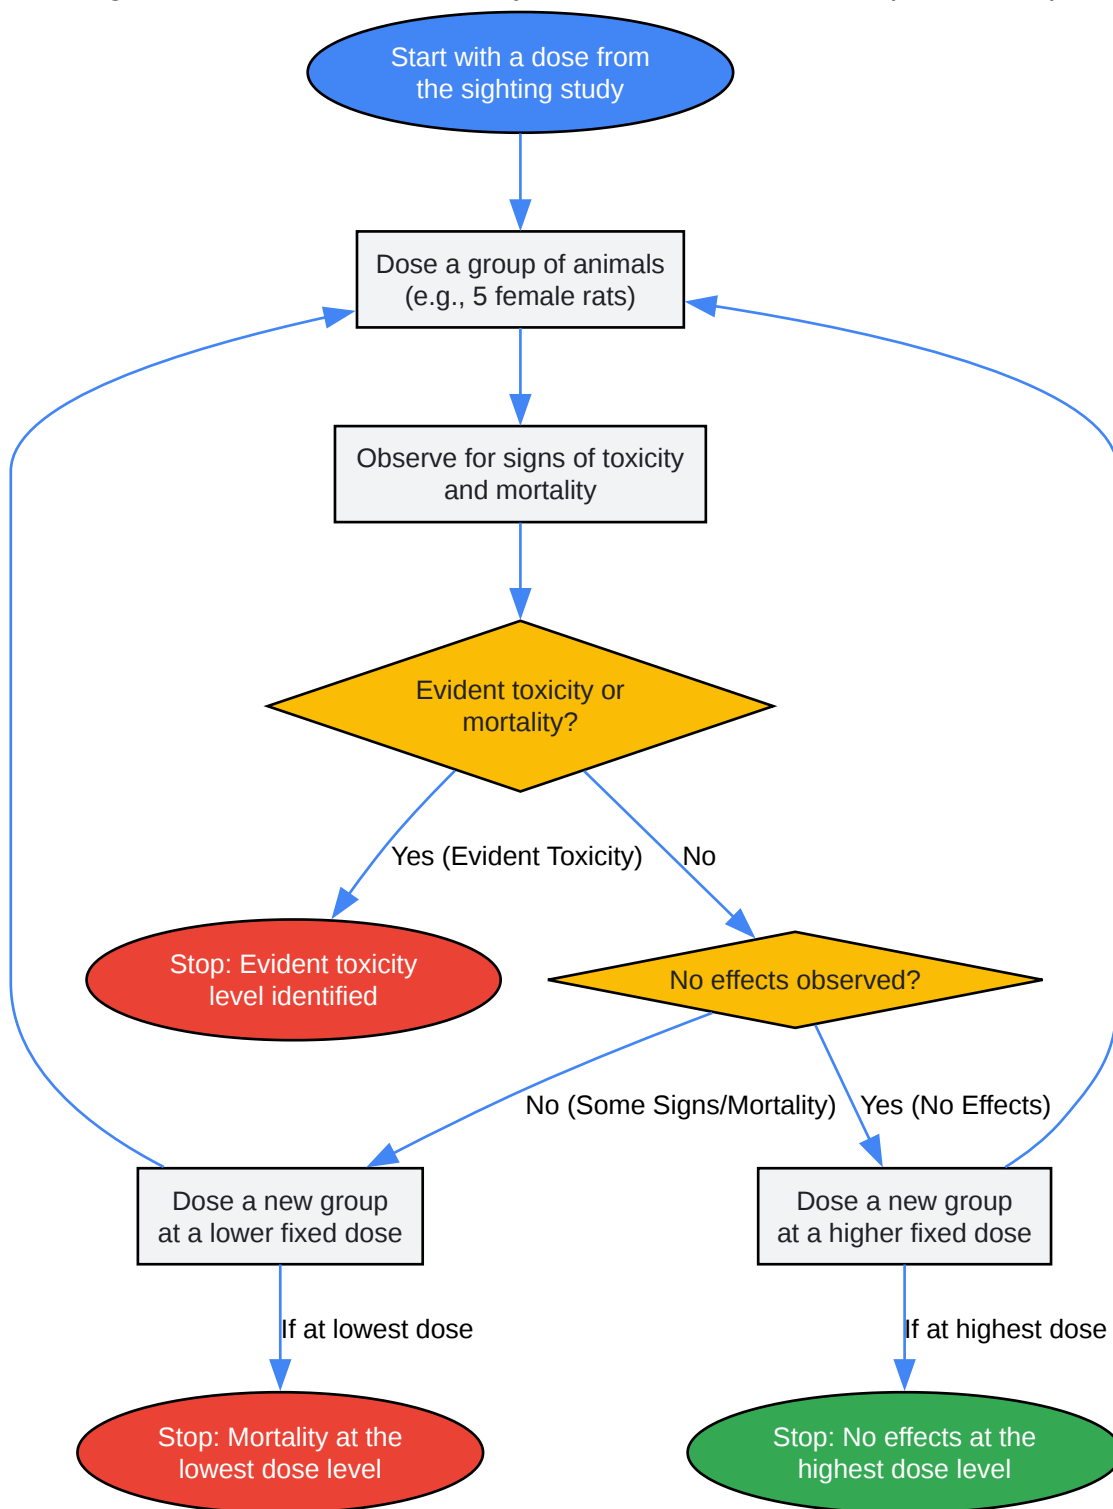 Start with a dose from
the sighting study
Dose a group of animals
(e.g., 5 female rats)
Observe for signs of toxicity
and mortality
Evident toxicity or
mortality?
Yes (Evident Toxicity)
No
Stop: Evident toxicity
level identified
No effects observed?
No (Some Signs/Mortality)
Yes (No Effects)
Dose a new group
at a lower fixed dose
Dose a new group
at a higher fixed dose
If at lowest dose
If at highest dose
Stop: Mortality at the
lowest dose level
Stop: No effects at the
highest dose level